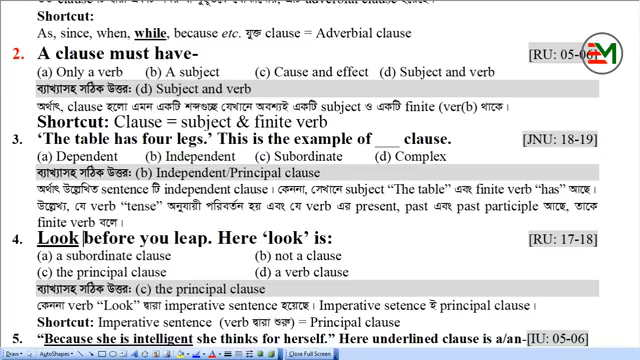 Shortcut:
As, since, when, while, because etc. যুক্ত clause = Adverbial clause
2. A clause must have- [RU: 05-06]
(a) Only a verb (b) A subject (c) Cause and effect (d) Subject and verb
ব্যাখ্যাসহ সঠিক উত্তর: (d) Subject and verb
অর্থাৎ, clause হলো এমন একটি শব্দগুচ্ছে যেখানে অবশ্যই একটি subject ও একটি finite (ver(b) থাকে।
Shortcut: Clause = subject & finite verb
3. ‘The table has four legs.’ This is the example of ___ clause. [JNU: 18-19]
(a) Dependent (b) Independent (c) Subordinate (d) Complex
ব্যাখ্যাসহ সঠিক উত্তর: (b) Independent/Principal clause
অর্থাৎ উল্লেখিত sentence টি independent clause। কেননা, সেখানে subject “The table” এবং finite verb “has” আছে।
উল্লেখ্য, যে verb “tense” অনুযায়ী পরিবর্তন হয় এবং যে verb এর present, past এবং past participle আছে, তাকে
finite verb বলে।
4. Look before you leap. Here ‘look’ is: [RU: 17-18]
(a) a subordinate clause (b) not a clause
(c) the principal clause (d) a verb clause
ব্যাখ্যাসহ সঠিক উত্তর: (c) the principal clause
কেননা verb “Look” দ্বারা imperative sentence হয়েছে। Imperative setence ই principal clause।
Shortcut: Imperative sentence (verb দ্বারা শুরু) = Principal clause
5. “Because she is intelligent she thinks for herself.” Here underlined clause is a/an- [IU: 05-06]
Draw AutoShapes Close Full Screen